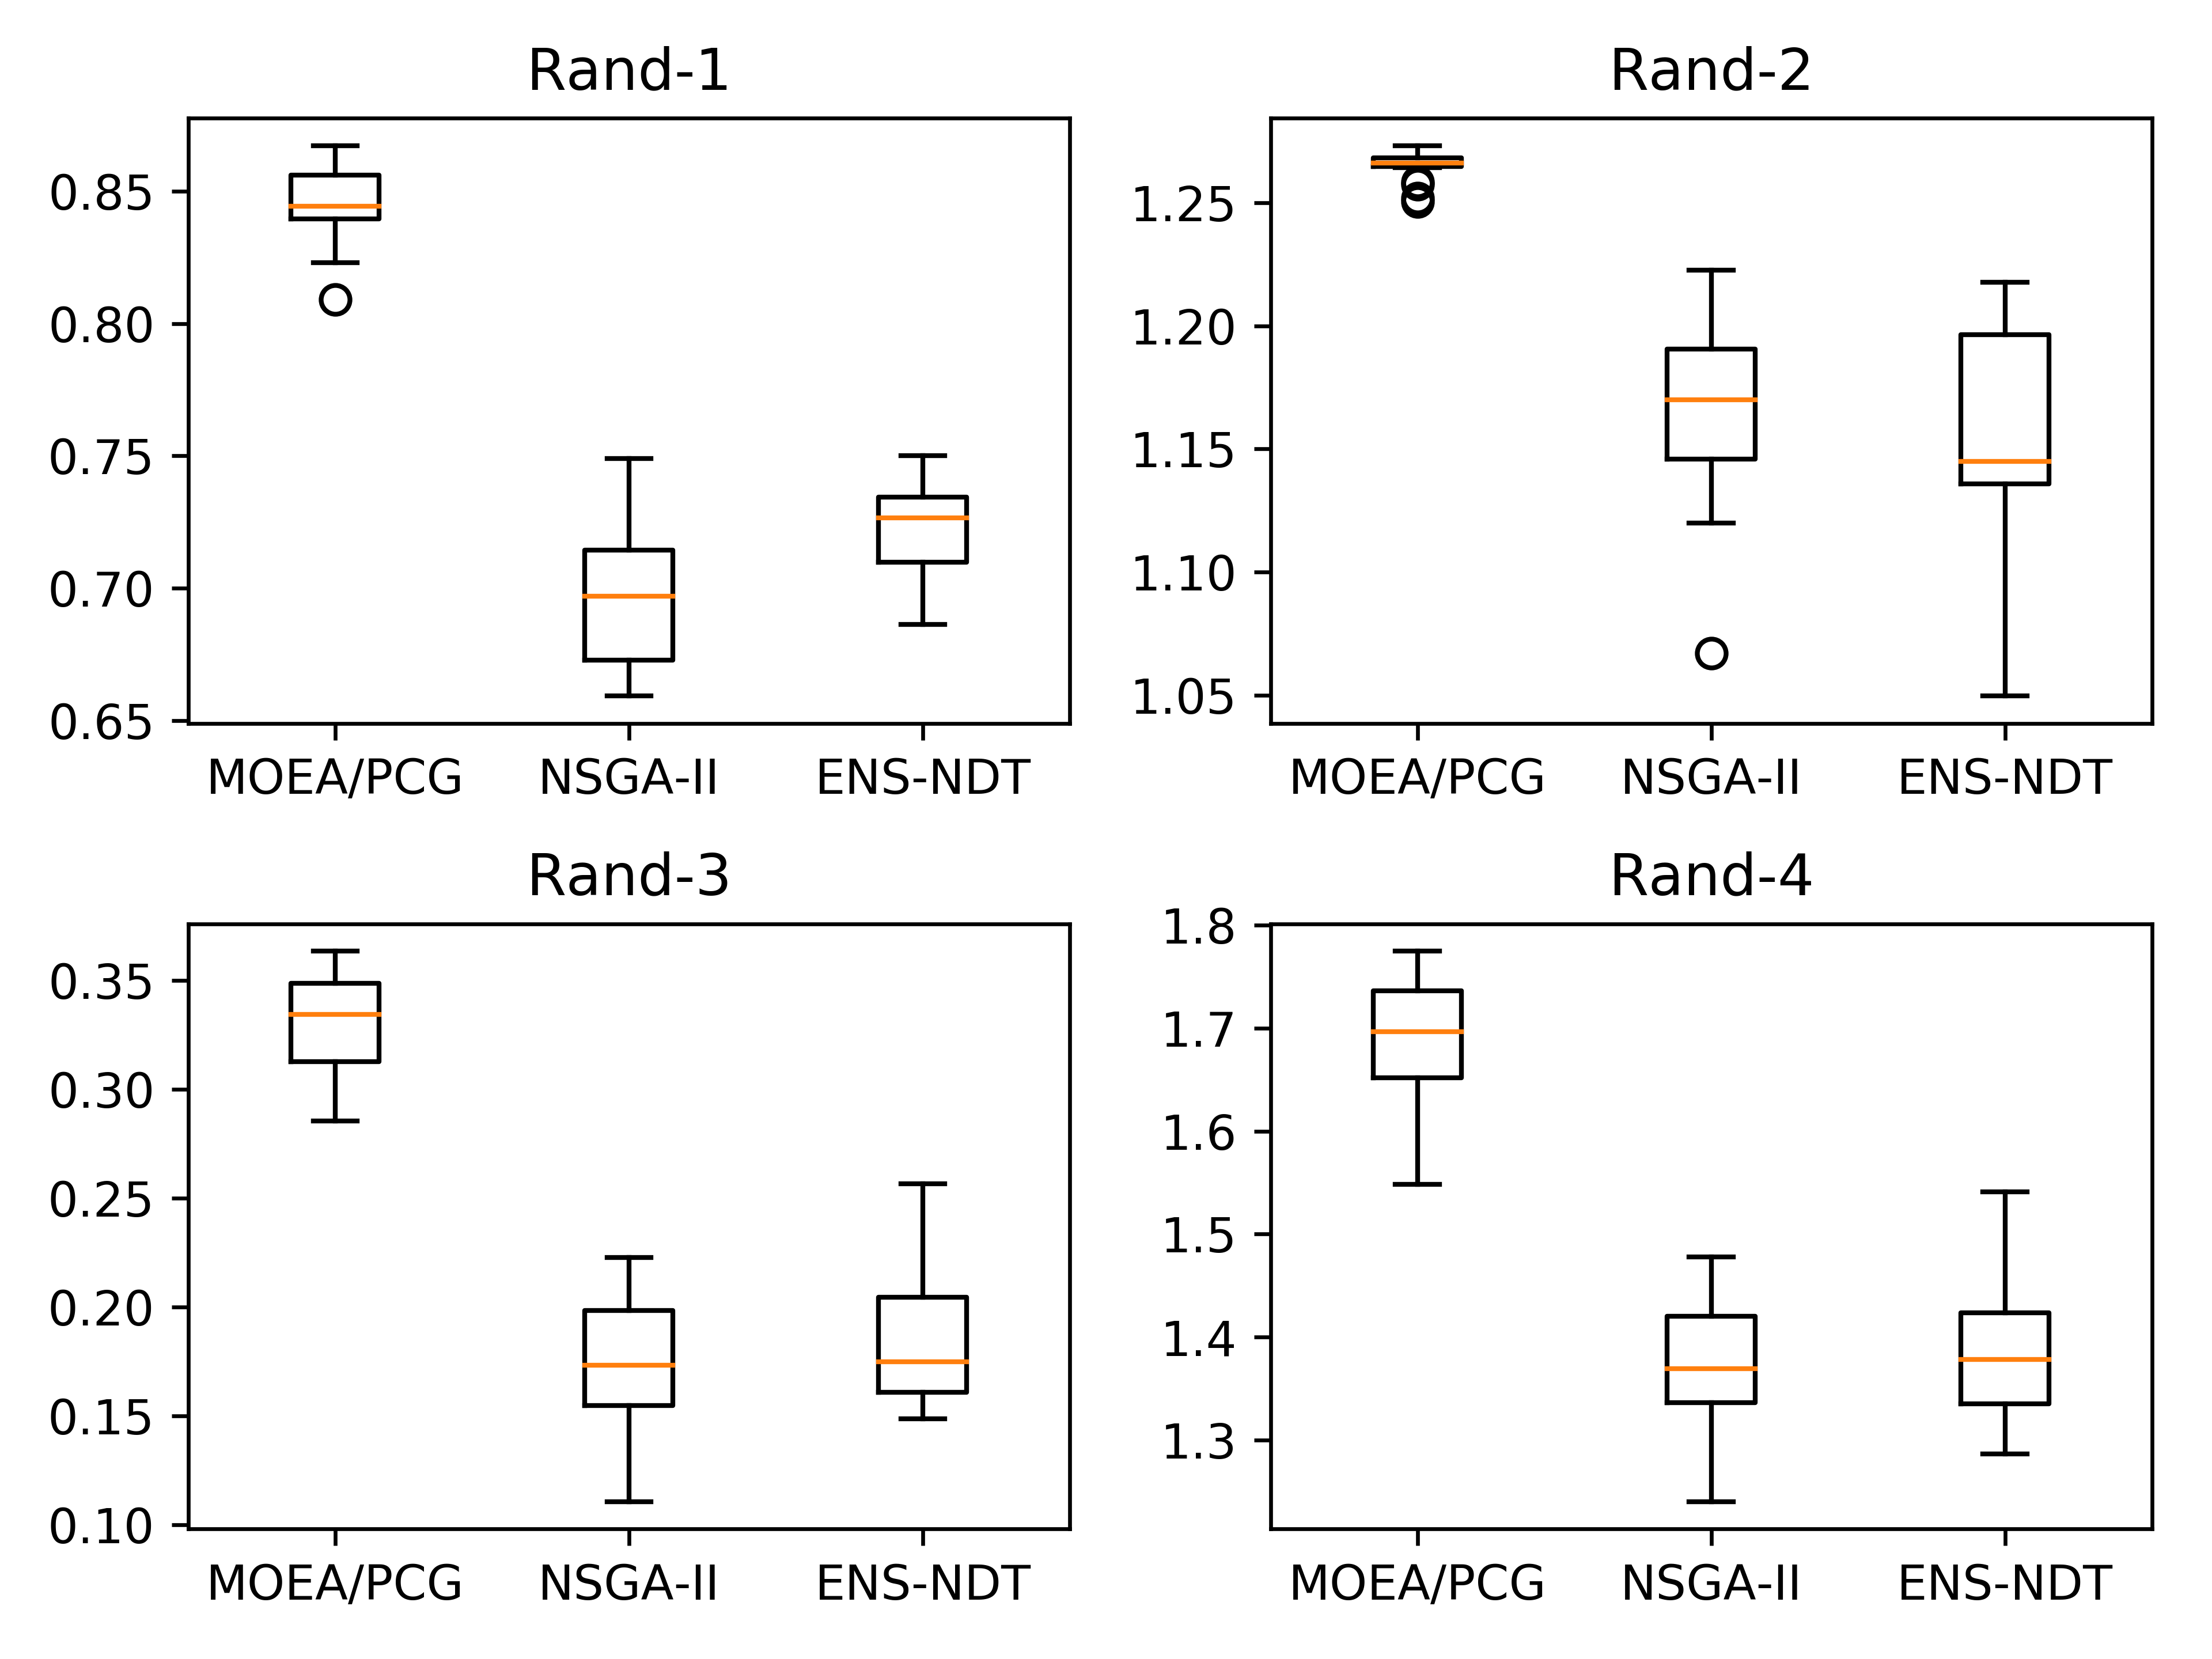 Rand-1
0.85
0.80
0.75
0.70
0.65
MOEA/PCG NSGA-II ENS-NDT
Rand-2
1.25
1.20
1.15
1.10
1.05
MOEA/PCG NSGA-II ENS-NDT
Rand-3
0.35
0.30
0.25
0.20
0.15
0.10
MOEA/PCG NSGA-II ENS-NDT
Rand-4
1.8
1.7
1.6
1.5
1.4
1.3
MOEA/PCG NSGA-II ENS-NDT